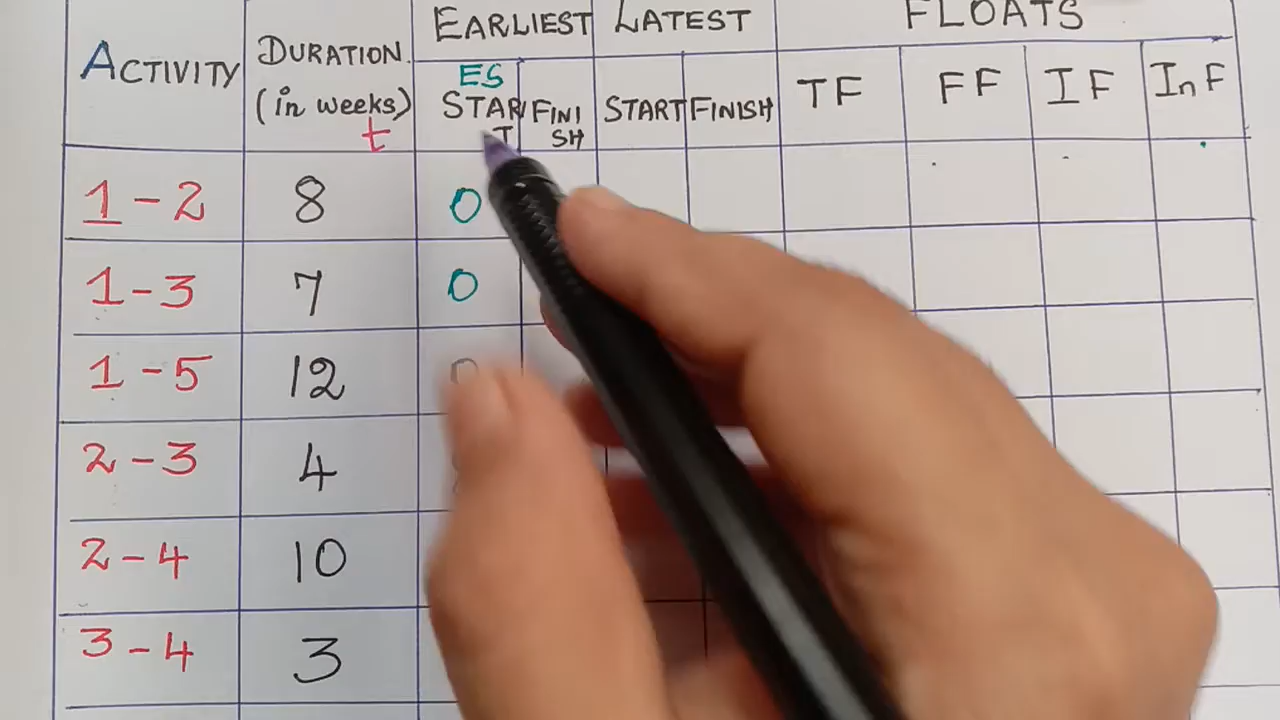 EARLIEST LATEST FLOATS
ACTIVITY DURATION (in weeks) t
ES START FINISH START FINISH TF FF IF InF
1-2 8 0
1-3 7 0
1-5 12 0
2-3 4
2-4 10
3-4 3